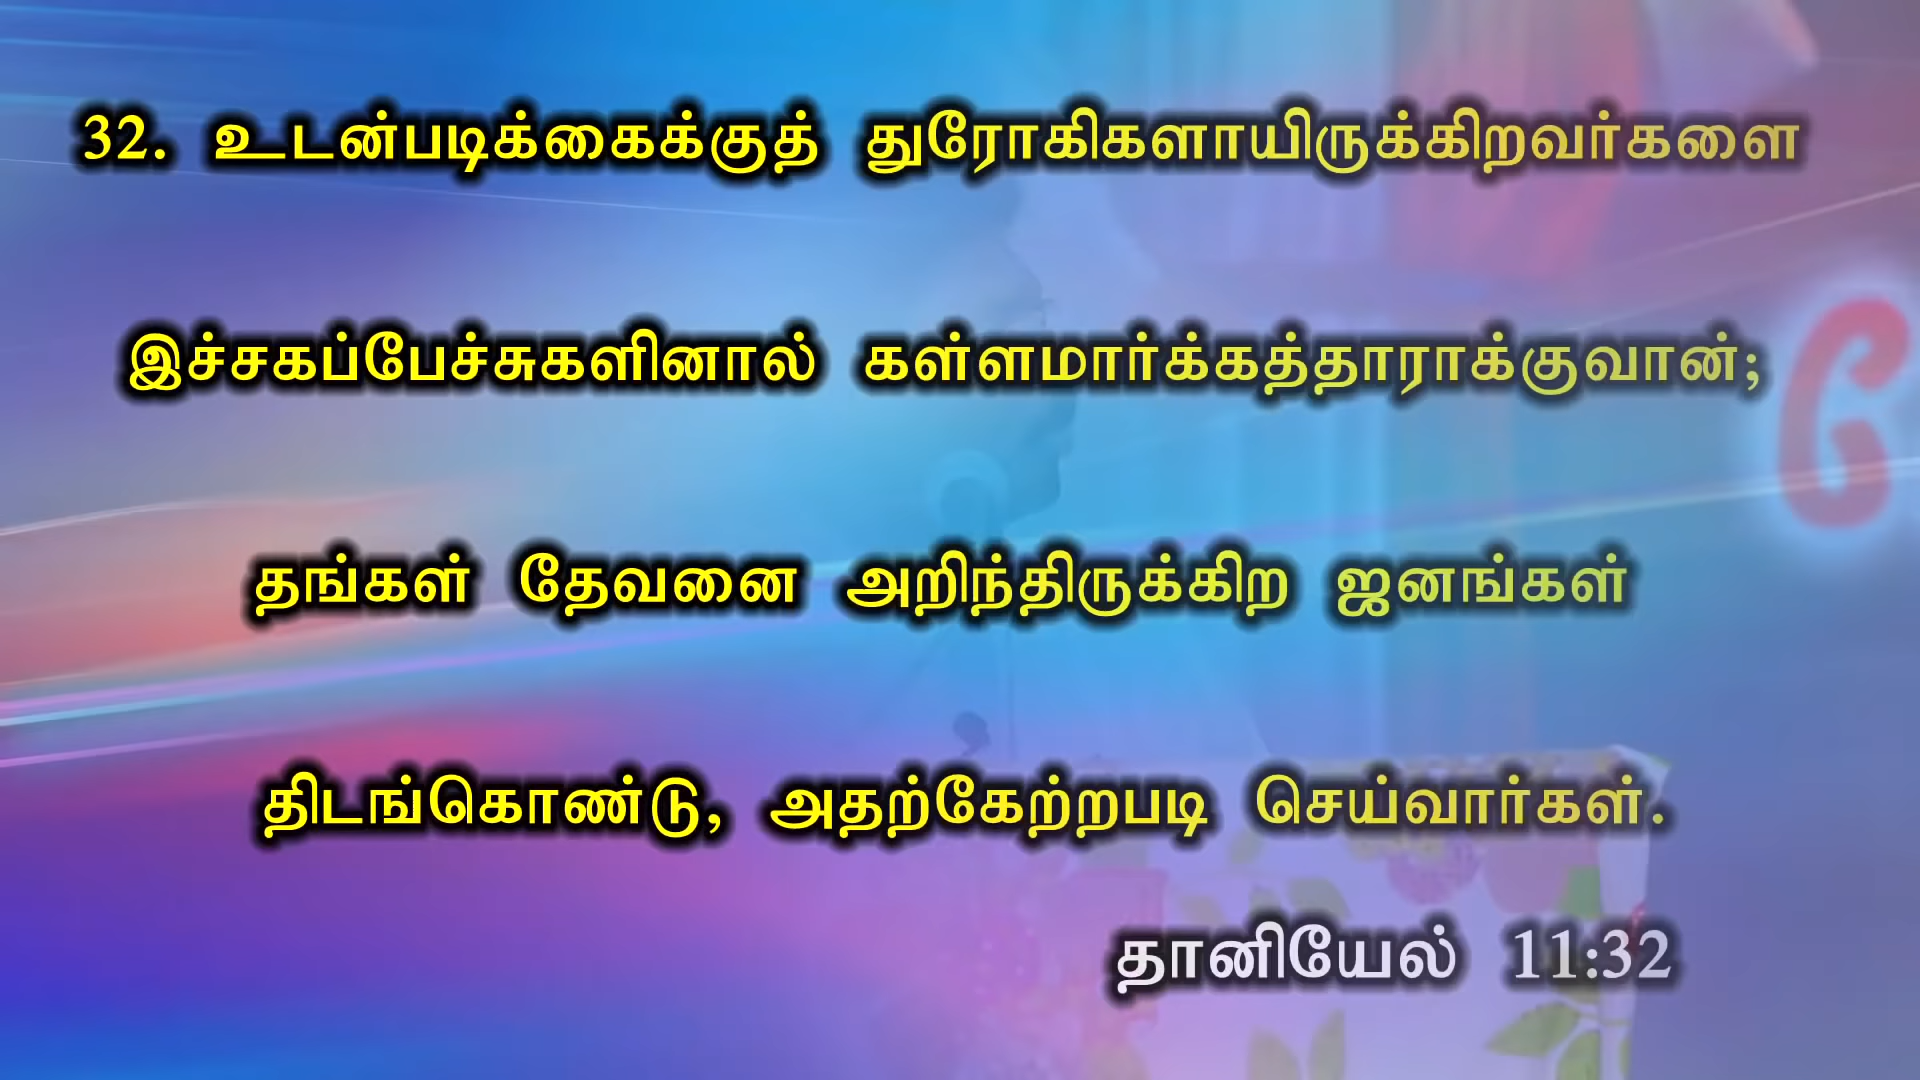 32. உடன்படிக்கைக்குத் துரோகிகளாயிருக்கிறவர்களை
இச்சகப்பேச்சுகளினால் கள்ளமார்க்கத்தாராக்குவான்;
தங்கள் தேவனை அறிந்திருக்கிற ஜனங்கள்
திடங்கொண்டு, அதற்கேற்றபடி செய்வார்கள்.
தானியேல் 11:32